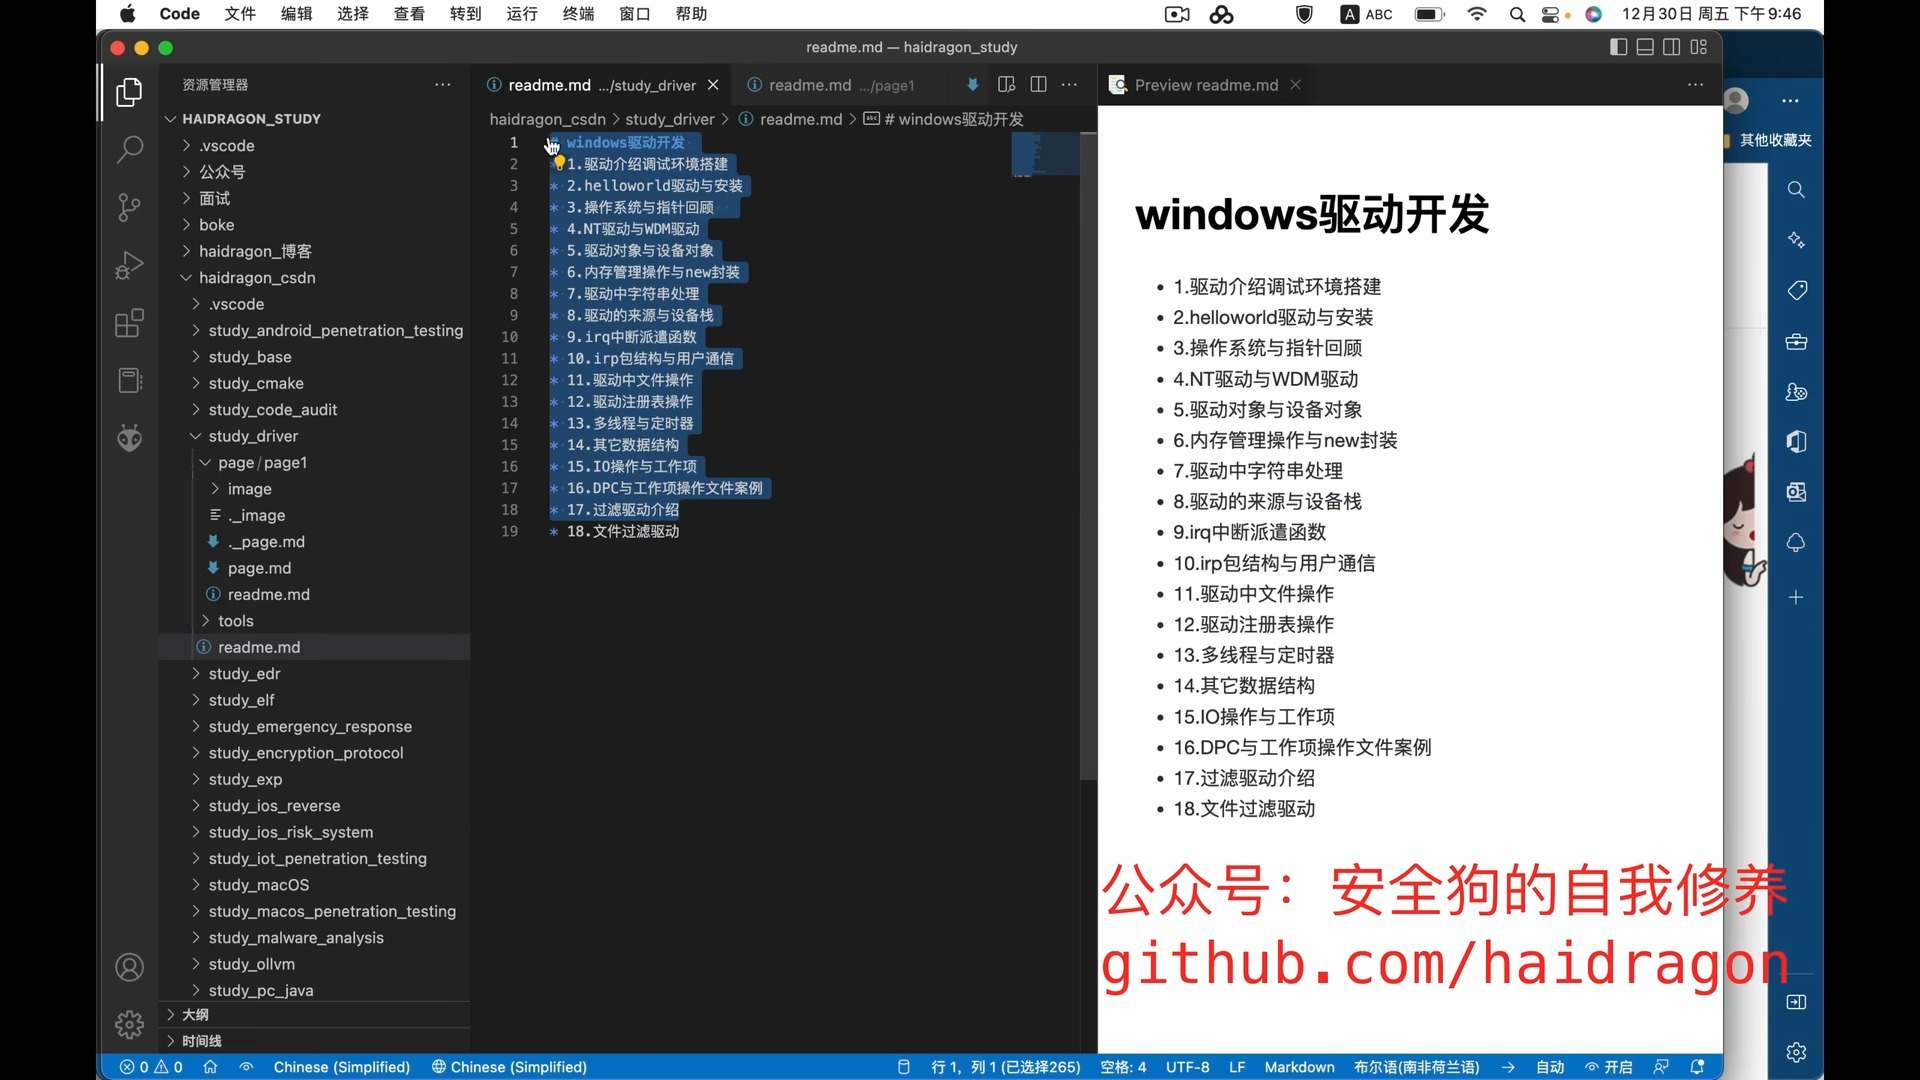 Code 文件 编辑 选择 查看 转到 运行 终端 窗口 帮助 A ABC 12月30日 周五 下午9:46
readme.md — haidragon_study
资源管理器
HAIDRAGON_STUDY
.vscode
公众号
面试
boke
haidragon_博客
haidragon_csdn
.vscode
study_android_penetration_testing
study_base
study_cmake
study_code_audit
study_driver
page/page1
image
._image
._page.md
page.md
readme.md
tools
readme.md
study_edr
study_elf
study_emergency_response
study_encryption_protocol
study_exp
study_ios_reverse
study_ios_risk_system
study_iot_penetration_testing
study_macOS
study_macos_penetration_testing
study_malware_analysis
study_ollvm
study_pc_java
大纲
时间线
readme.md .../study_driver
readme.md .../page1
haidragon_csdn > study_driver > readme.md > # windows驱动开发
1 # windows驱动开发
2 * 1.驱动介绍调试环境搭建
3 * 2.helloworld驱动与安装
4 * 3.操作系统与指针回顾
5 * 4.NT驱动与WDM驱动
6 * 5.驱动对象与设备对象
7 * 6.内存管理操作与new封装
8 * 7.驱动中字符串处理
9 * 8.驱动的来源与设备栈
10 * 9.irq中断派遣函数
11 * 10.irp包结构与用户通信
12 * 11.驱动中文件操作
13 * 12.驱动注册表操作
14 * 13.多线程与定时器
15 * 14.其它数据结构
16 * 15.IO操作与工作项
17 * 16.DPC与工作项操作文件案例
18 * 17.过滤驱动介绍
19 * 18.文件过滤驱动
Preview readme.md
windows驱动开发
• 1.驱动介绍调试环境搭建
• 2.helloworld驱动与安装
• 3.操作系统与指针回顾
• 4.NT驱动与WDM驱动
• 5.驱动对象与设备对象
• 6.内存管理操作与new封装
• 7.驱动中字符串处理
• 8.驱动的来源与设备栈
• 9.irq中断派遣函数
• 10.irp包结构与用户通信
• 11.驱动中文件操作
• 12.驱动注册表操作
• 13.多线程与定时器
• 14.其它数据结构
• 15.IO操作与工作项
• 16.DPC与工作项操作文件案例
• 17.过滤驱动介绍
• 18.文件过滤驱动
公众号：安全狗的自我修养
github.com/haidragon
其他收藏夹
0 0 Chinese (Simplified) Chinese (Simplified) 行 1，列 1 (已选择265) 空格: 4 UTF-8 LF Markdown 布尔语(南非荷兰语) 自动 开启